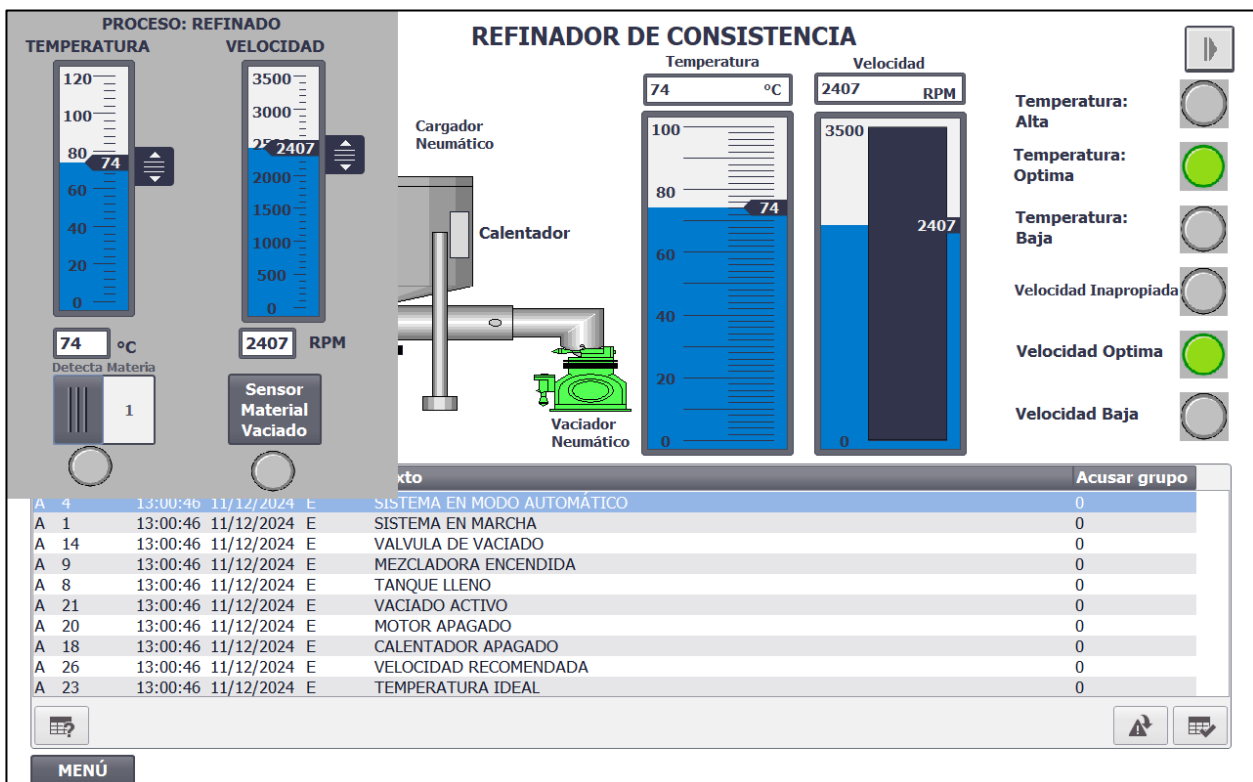 PROCESO: REFINADO
TEMPERATURA VELOCIDAD
120
100
80
74
60
40
20
0
3500
3000
2407
2000
1500
1000
500
0
74 °C
2407 RPM
Detecta Materia
1
Sensor
Material
Vaciado
REFINADOR DE CONSISTENCIA
Cargador
Neumático
Calentador
Vaciador
Neumático
Temperatura
74 °C
100
80
74
60
40
20
0
Velocidad
2407 RPM
3500
2407
0
Temperatura:
Alta
Temperatura:
Optima
Temperatura:
Baja
Velocidad Inapropiada
Velocidad Optima
Velocidad Baja
Acusar grupo
A 4 13:00:46 11/12/2024 E SISTEMA EN MODO AUTOMÁTICO 0
A 1 13:00:46 11/12/2024 E SISTEMA EN MARCHA 0
A 14 13:00:46 11/12/2024 E VALVULA DE VACIADO 0
A 9 13:00:46 11/12/2024 E MEZCLADORA ENCENDIDA 0
A 8 13:00:46 11/12/2024 E TANQUE LLENO 0
A 21 13:00:46 11/12/2024 E VACIADO ACTIVO 0
A 20 13:00:46 11/12/2024 E MOTOR APAGADO 0
A 18 13:00:46 11/12/2024 E CALENTADOR APAGADO 0
A 26 13:00:46 11/12/2024 E VELOCIDAD RECOMENDADA 0
A 23 13:00:46 11/12/2024 E TEMPERATURA IDEAL 0
MENÚ